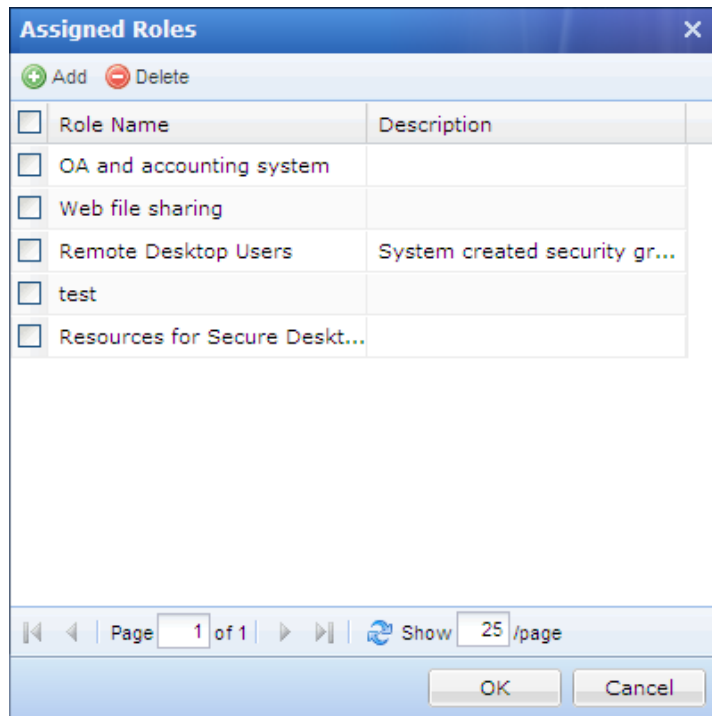 Assigned Roles
Add Delete
Role Name Description
OA and accounting system
Web file sharing
Remote Desktop Users System created security gr...
test
Resources for Secure Deskt...
Page 1 of 1 Show 25 /page
OK Cancel